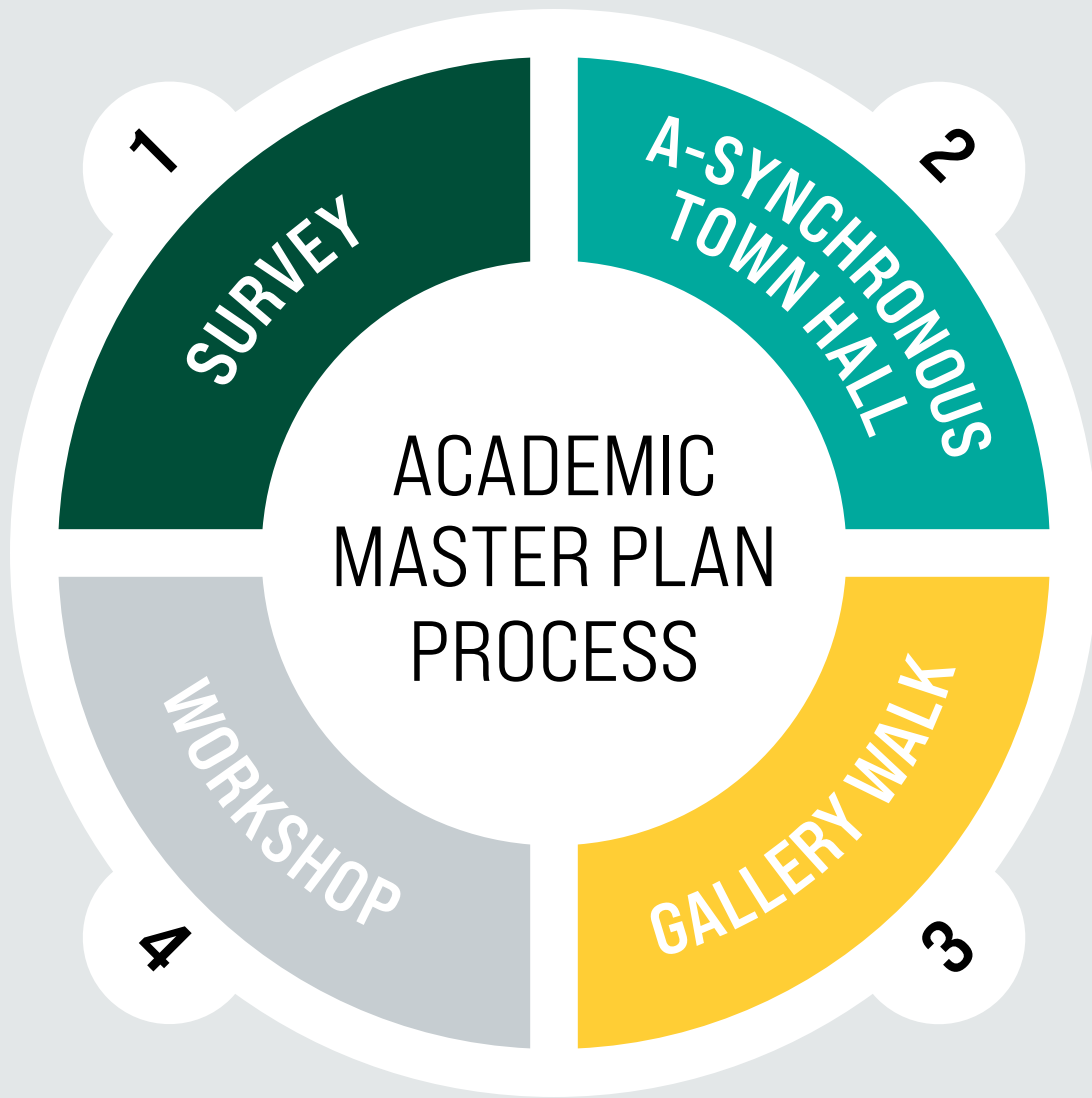 1
SURVEY
2
A-SYNCHRONOUS
TOWN HALL
ACADEMIC
MASTER PLAN
PROCESS
3
GALLERY WALK
4
WORKSHOP